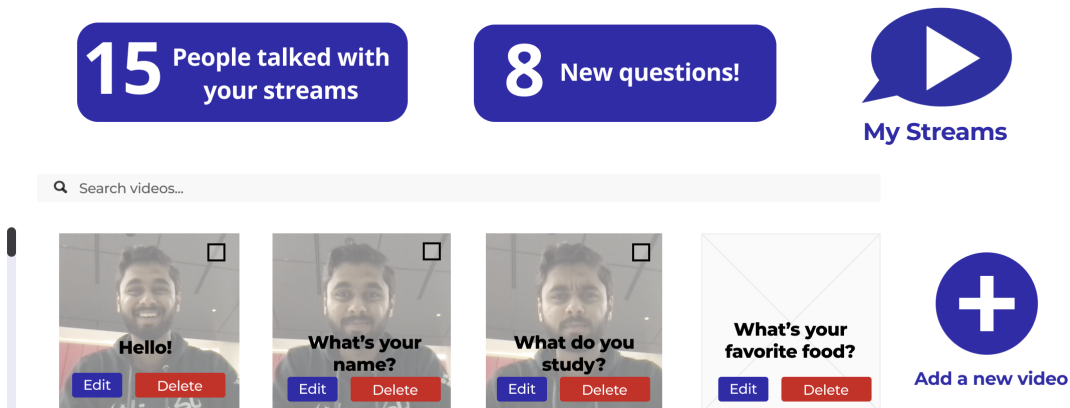 15
People talked with
your streams
8
New questions!
My Streams
Search videos...
Hello!
Edit
Delete
What’s your
name?
Edit
Delete
What do you
study?
Edit
Delete
What’s your
favorite food?
Edit
Delete
Add a new video